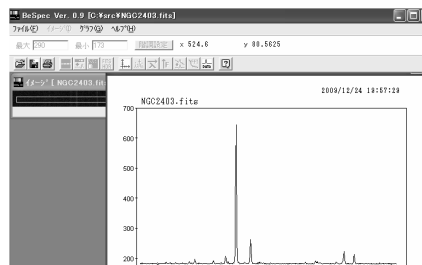 BeSpec Ver. 0.9 [C:¥src¥NGC2403.fits]
ファイル(F) イメージ(I) グラフ(G) ヘルプ(H)
最大 290 最小 173 階調設定 x 524.6 y 88.5625
イメージ [ NGC2403.fit
2009/12/24 19:57:29
NGC2403.fits
700
600
500
400
300
200